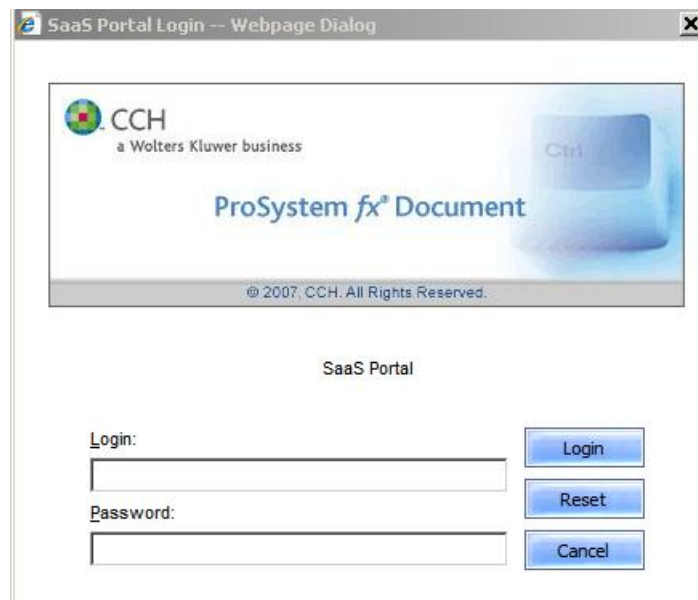 SaaS Portal Login -- Webpage Dialog
CCH
a Wolters Kluwer business
Ctrl
ProSystem fx® Document
© 2007, CCH. All Rights Reserved.
SaaS Portal
Login:
Login
Reset
Password:
Cancel